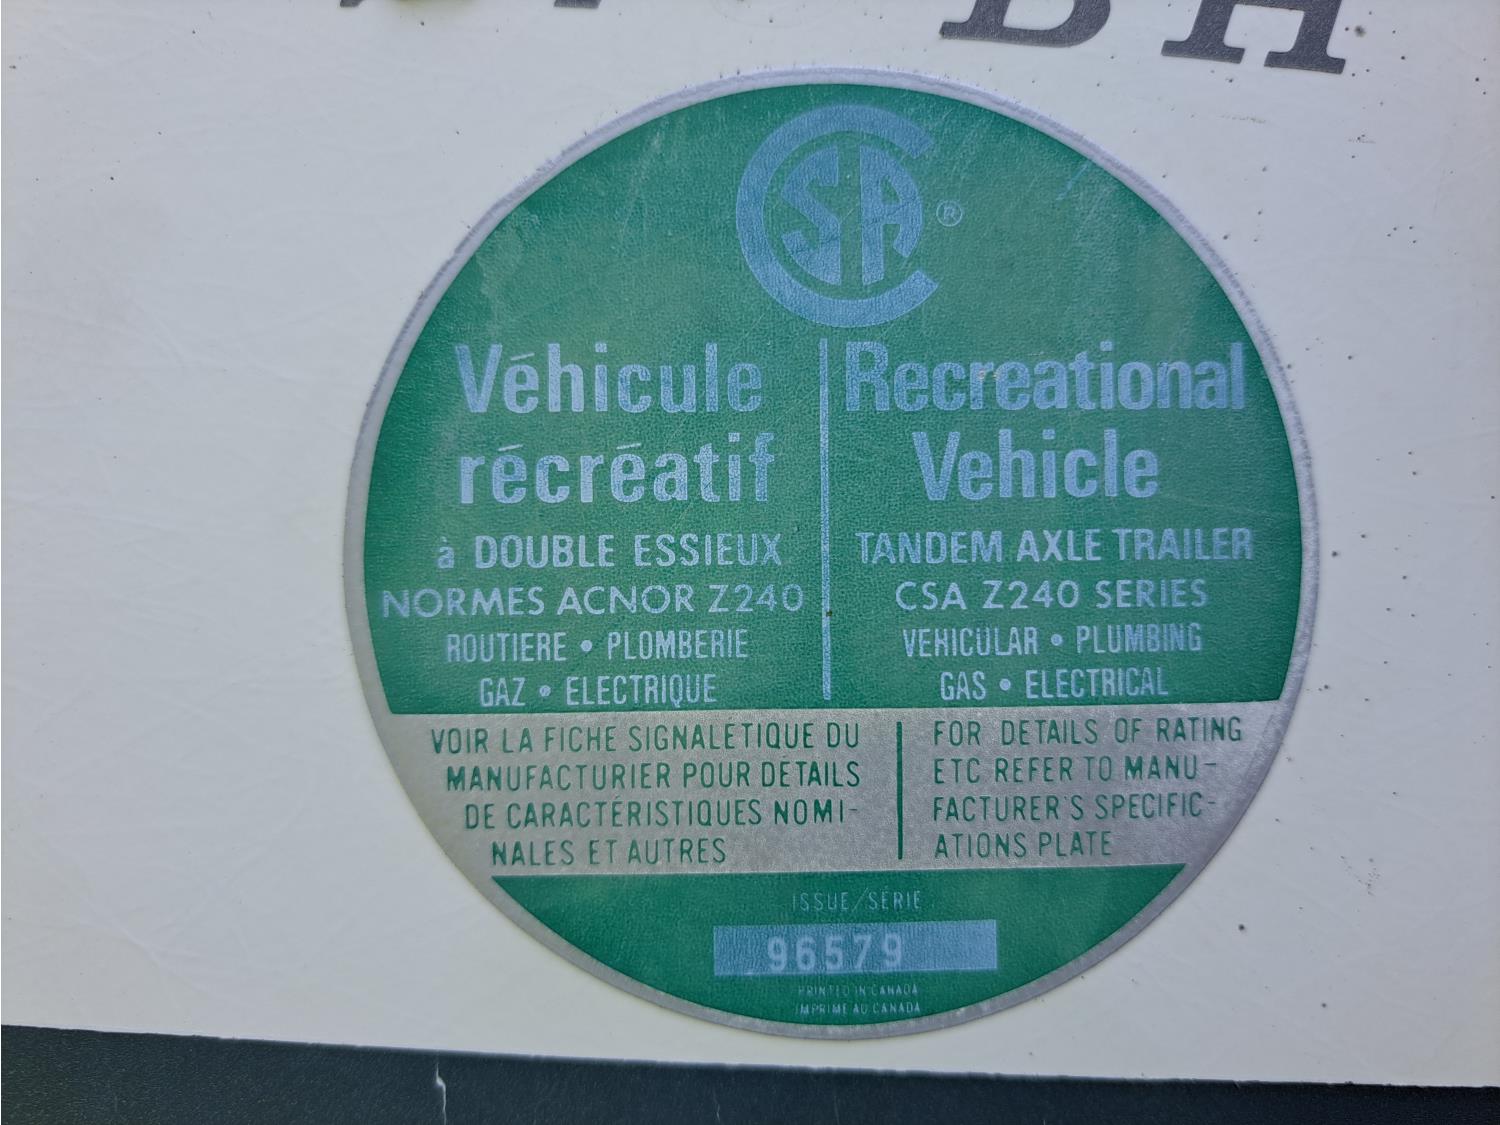 BH
CSA ®
Véhicule
récréatif
à DOUBLE ESSIEUX
NORMES ACNOR Z240
ROUTIERE • PLOMBERIE
GAZ • ELECTRIQUE
Recreational
Vehicle
TANDEM AXLE TRAILER
CSA Z240 SERIES
VEHICULAR • PLUMBING
GAS • ELECTRICAL
VOIR LA FICHE SIGNALETIQUE DU
MANUFACTURIER POUR DÉTAILS
DE CARACTÉRISTIQUES NOMI-
NALES ET AUTRES
FOR DETAILS OF RATING
ETC REFER TO MANU-
FACTURER'S SPECIFIC-
ATIONS PLATE
ISSUE/SÉRIE
96579
PRINTED IN CANADA
IMPRIME AU CANADA